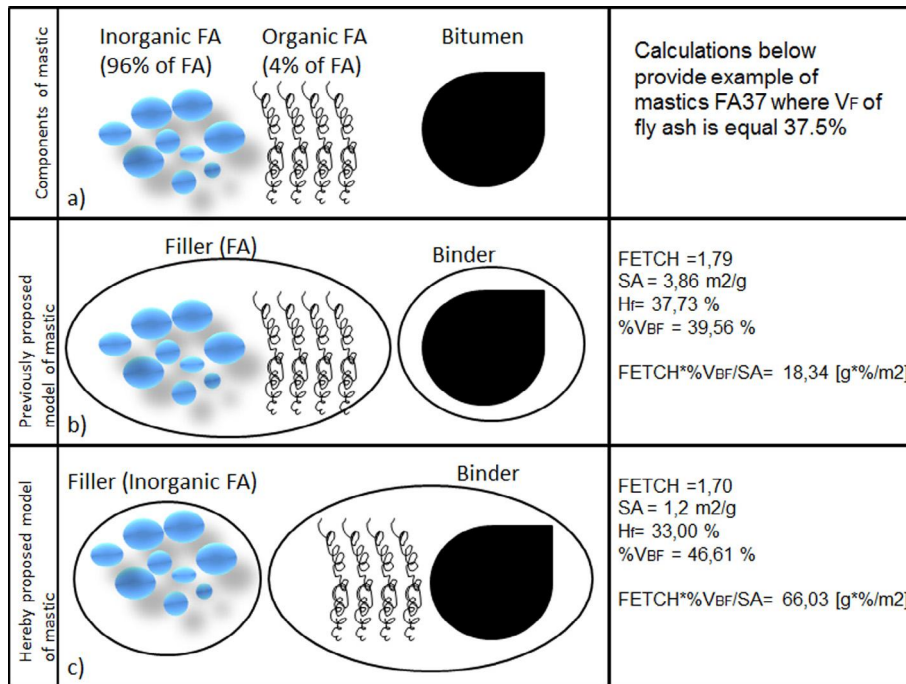 Components of mastic
a)
Inorganic FA
(96% of FA)
Organic FA
(4% of FA)
Bitumen
Calculations below
provide example of
mastics FA37 where VF of
fly ash is equal 37.5%
Previously proposed
model of mastic
b)
Filler (FA)
Binder
FETCH =1,79
SA = 3,86 m2/g
Hf= 37,73 %
%VBF = 39,56 %
FETCH*%VBF/SA= 18,34 [g*%/m2]
Hereby proposed model
of mastic
c)
Filler (Inorganic FA)
Binder
FETCH =1,70
SA = 1,2 m2/g
Hf= 33,00 %
%VBF = 46,61 %
FETCH*%VBF/SA= 66,03 [g*%/m2]